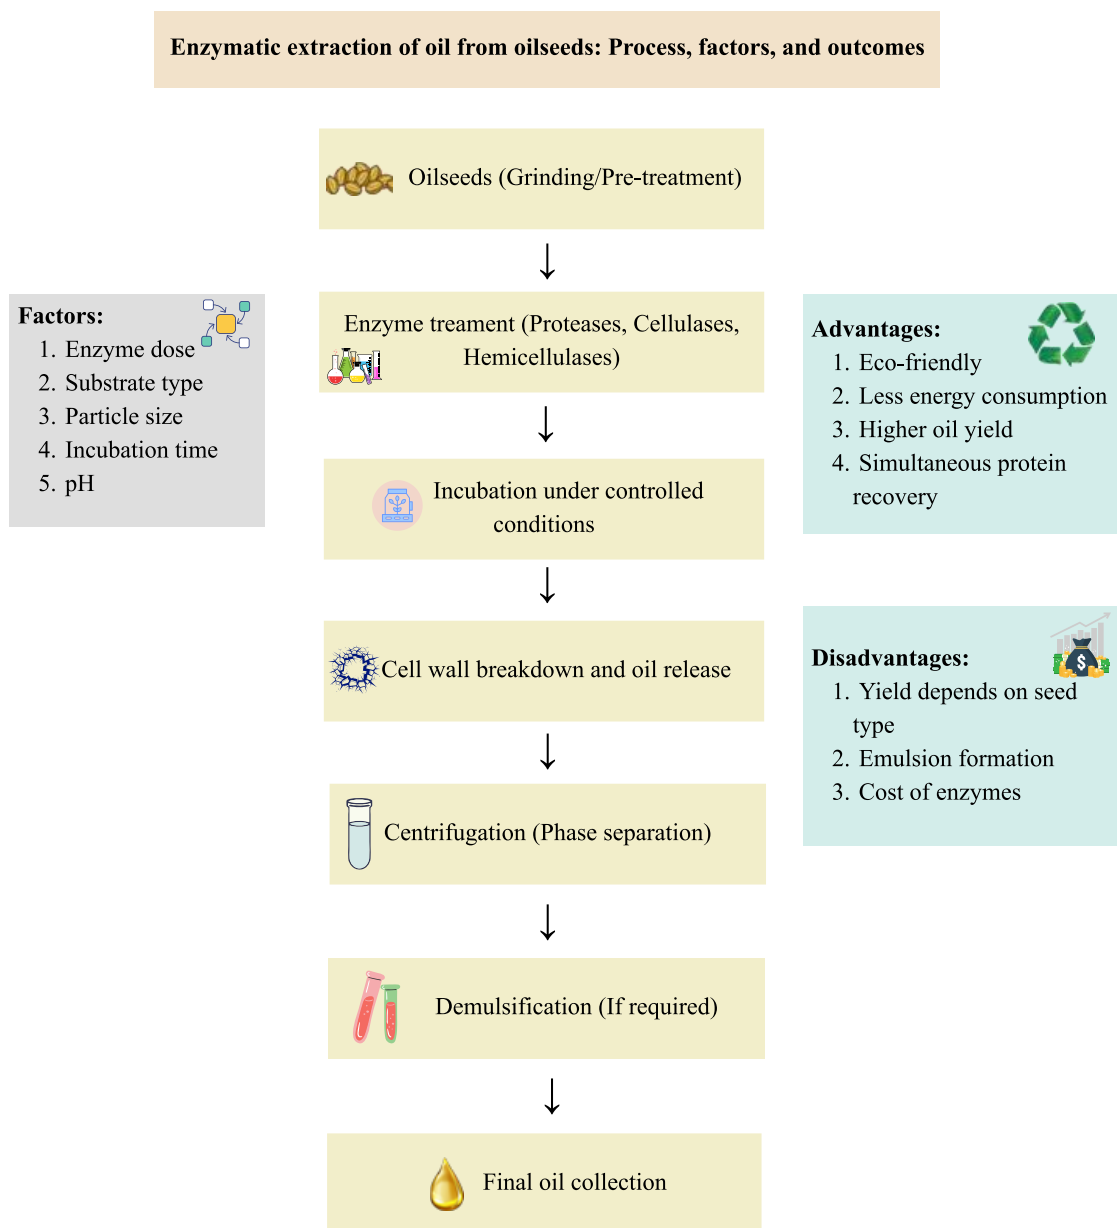 Enzymatic extraction of oil from oilseeds: Process, factors, and outcomes
Oilseeds (Grinding/Pre-treatment)
Factors:
1. Enzyme dose
2. Substrate type
3. Particle size
4. Incubation time
5. pH
Enzyme treament (Proteases, Cellulases,
Hemicellulases)
Advantages:
1. Eco-friendly
2. Less energy consumption
3. Higher oil yield
4. Simultaneous protein
recovery
Incubation under controlled
conditions
Cell wall breakdown and oil release
Disadvantages:
1. Yield depends on seed
type
2. Emulsion formation
3. Cost of enzymes
Centrifugation (Phase separation)
Demulsification (If required)
Final oil collection